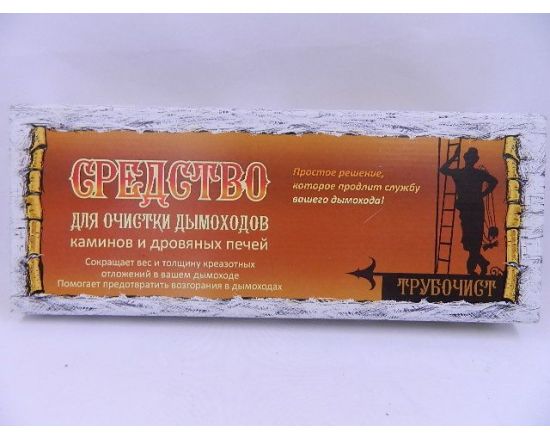 СРЕДСТВО
ДЛЯ ОЧИСТКИ ДЫМОХОДОВ
каминов и дровяных печей
Сокращает вес и толщину креазотных
отложений в вашем дымоходе
Помогает предотвратить возгорания в дымоходах
Простое решение,
которое продлит службу
вашего дымохода!
ТРУБОЧИСТ